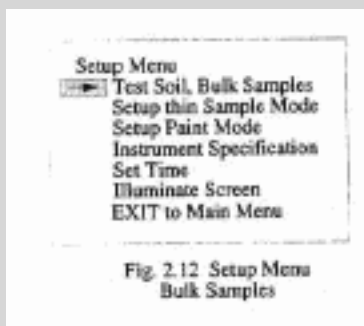 Setup Menu
Test Soil, Bulk Samples
Setup thin Sample Mode
Setup Paint Mode
Instrument Specification
Set Time
Illuminate Screen
EXIT to Main Menu
Fig. 2.12 Setup Menu
Bulk Samples